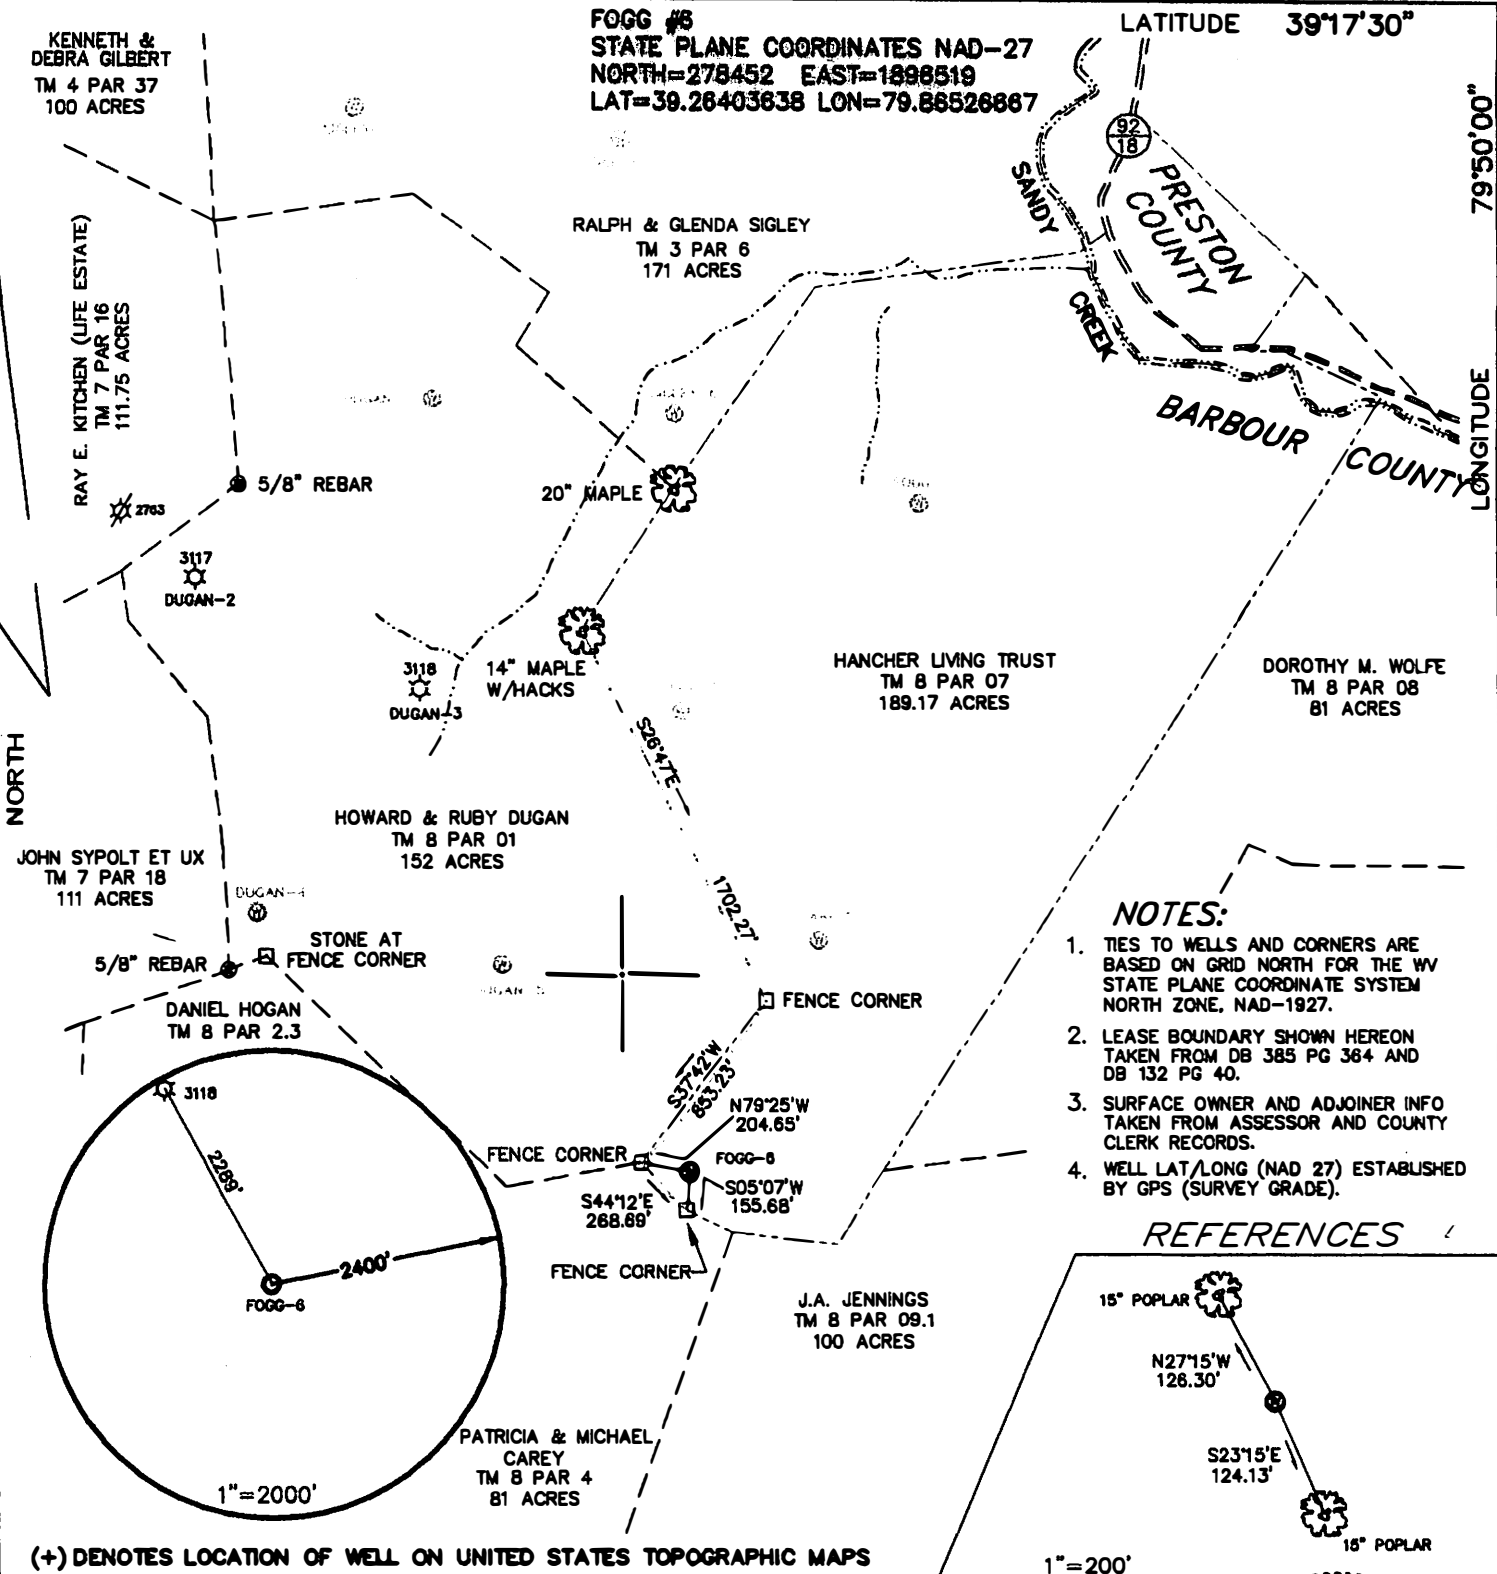 FOGG #6
STATE PLANE COORDINATES NAD-27
NORTH=278452 EAST=1896519
LAT=39.26403638 LON=79.86526667
LATITUDE 39°17'30"
LONGITUDE 79°50'00"
KENNETH &
DEBRA GILBERT
TM 4 PAR 37
100 ACRES
92
18
SANDY
CREEK
PRESTON
COUNTY
BARBOUR COUNTY
RALPH & GLENDA SIGLEY
TM 3 PAR 6
171 ACRES
RAY E. KITCHEN (LIFE ESTATE)
TM 7 PAR 16
111.75 ACRES
5/8" REBAR
2763
3117
DUGAN-2
20" MAPLE
14" MAPLE
W/HACKS
3118
DUGAN-3
HANCHER LIVING TRUST
TM 8 PAR 07
189.17 ACRES
DOROTHY M. WOLFE
TM 8 PAR 08
81 ACRES
NORTH
S26°47'E
1702.27'
HOWARD & RUBY DUGAN
TM 8 PAR 01
152 ACRES
JOHN SYPOLT ET UX
TM 7 PAR 18
111 ACRES
DUGAN-4
STONE AT
FENCE CORNER
5/8" REBAR
DANIEL HOGAN
TM 8 PAR 2.3
FENCE CORNER
S37°42'W
853.23'
N79°25'W
204.65'
FENCE CORNER
FOGG-6
S05°07'W
155.68'
S44°12'E
268.69'
FENCE CORNER
NOTES:
1. TIES TO WELLS AND CORNERS ARE
BASED ON GRID NORTH FOR THE WV
STATE PLANE COORDINATE SYSTEM
NORTH ZONE, NAD-1927.
2. LEASE BOUNDARY SHOWN HEREON
TAKEN FROM DB 385 PG 364 AND
DB 132 PG 40.
3. SURFACE OWNER AND ADJOINER INFO
TAKEN FROM ASSESSOR AND COUNTY
CLERK RECORDS.
4. WELL LAT/LONG (NAD 27) ESTABLISHED
BY GPS (SURVEY GRADE).
3118
2289'
2400'
FOGG-6
1"=2000'
J.A. JENNINGS
TM 8 PAR 09.1
100 ACRES
PATRICIA & MICHAEL
CAREY
TM 8 PAR 4
81 ACRES
REFERENCES
15" POPLAR
N27°15'W
126.30'
S23°15'E
124.13'
15" POPLAR
1"=200'
(+) DENOTES LOCATION OF WELL ON UNITED STATES TOPOGRAPHIC MAPS